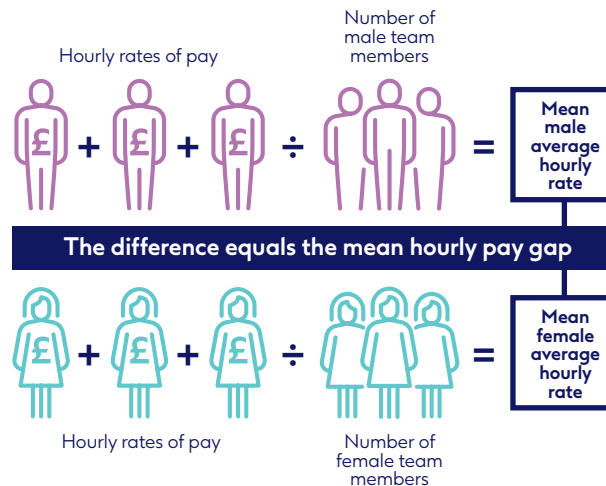 Number of
male team
members
Hourly rates of pay
£ + £ + £ ÷ =
Mean
male
average
hourly
rate
The difference equals the mean hourly pay gap
£ + £ + £ ÷ =
Mean
female
average
hourly
rate
Hourly rates of pay
Number of
female team
members